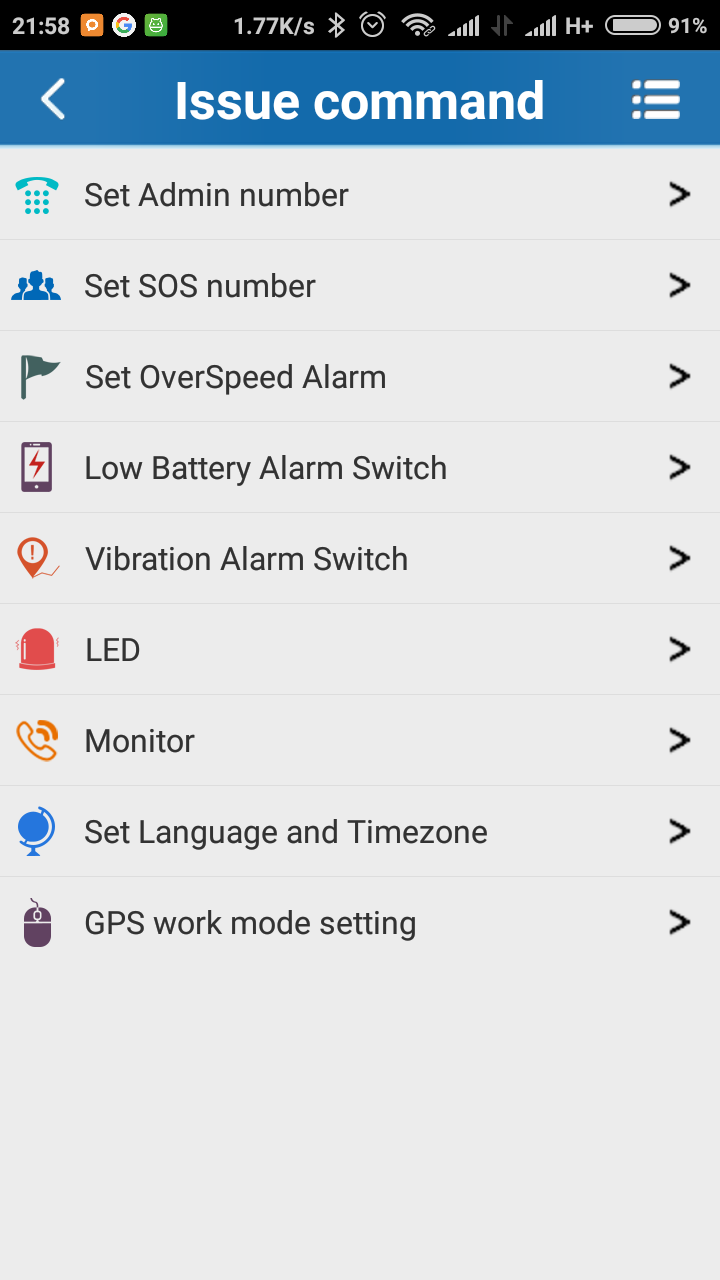 21:58 1.77K/s H+ 91%
Issue command
Set Admin number
Set SOS number
Set OverSpeed Alarm
Low Battery Alarm Switch
Vibration Alarm Switch
LED
Monitor
Set Language and Timezone
GPS work mode setting